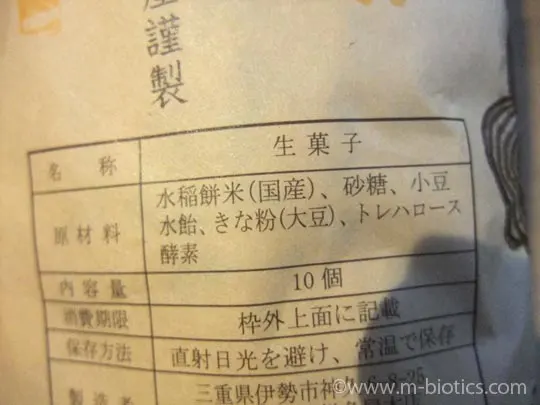 謹製
名称 生菓子
原材料 水稲餅米(国産)、砂糖、小豆
水飴、きな粉(大豆)、トレハロース
酵素
内容量 10個
消費期限 枠外上面に記載
保存方法 直射日光を避け、常温で保存
製造者 三重県伊勢市神
www.m-biotics.com